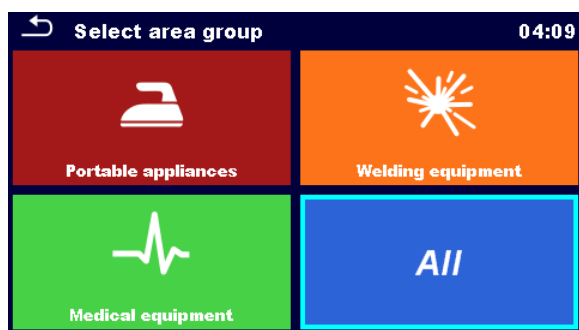 Select area group 04:09
Portable appliances
Welding equipment
Medical equipment
All